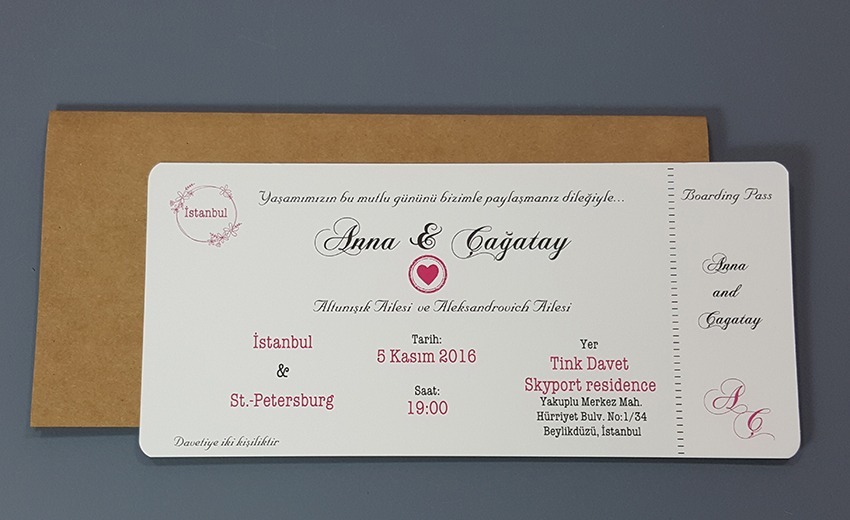 İstanbul
Yaşamımızın bu mutlu gününü bizimle paylaşmanız dileğiyle...
Anna & Çağatay
Altunışık Ailesi ve Aleksandrovich Ailesi
İstanbul
&
St.-Petersburg
Tarih:
5 Kasım 2016
Saat:
19:00
Yer
Tink Davet
Skyport residence
Yakuplu Merkez Mah.
Hürriyet Bulv. No:1/34
Beylikdüzü, İstanbul
Davetiye iki kişiliktir
Boarding Pass
Anna
and
Çagatay
A
Ç